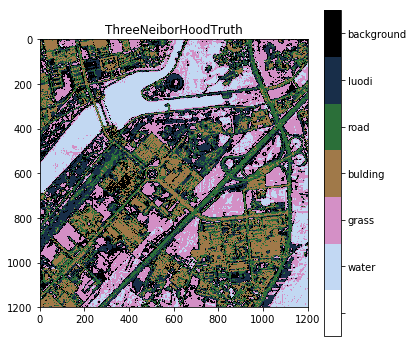 ThreeNeiborHoodTruth
0
200
400
600
800
1000
1200
0 200 400 600 800 1000 1200
background
luodi
road
bulding
grass
water